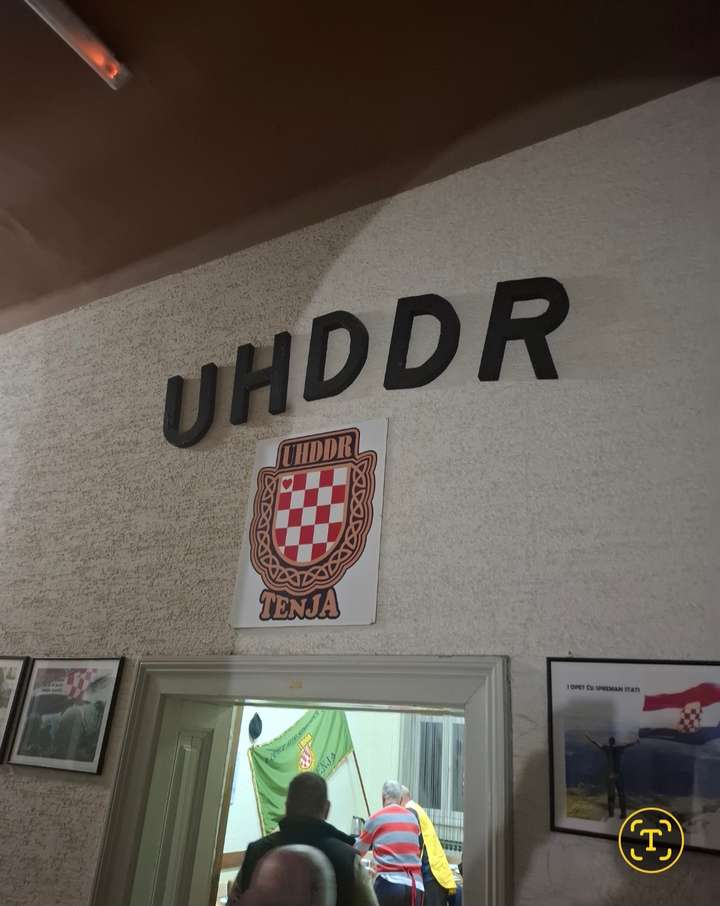 UHDDR
UHDDR
TENJA
I OPET ĆU SPREMAN STATI
T